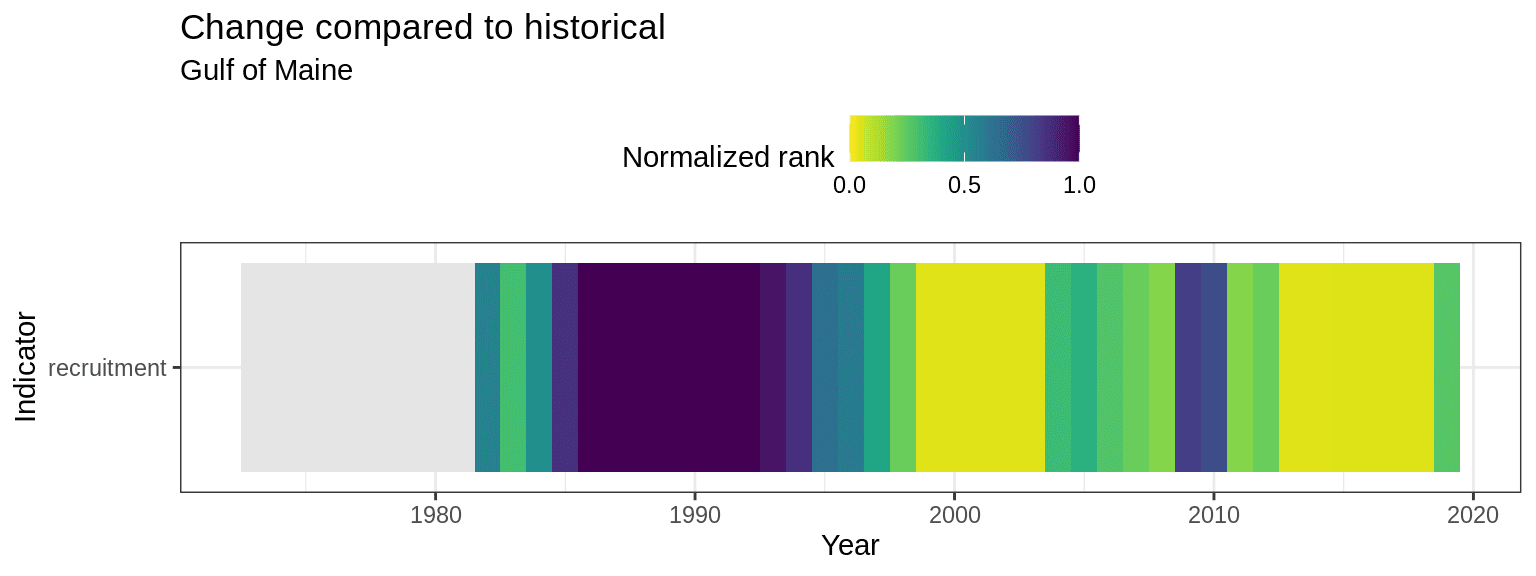 Change compared to historical
Gulf of Maine
Normalized rank
0.0 0.5 1.0
Indicator
recruitment
1980 1990 2000 2010 2020
Year